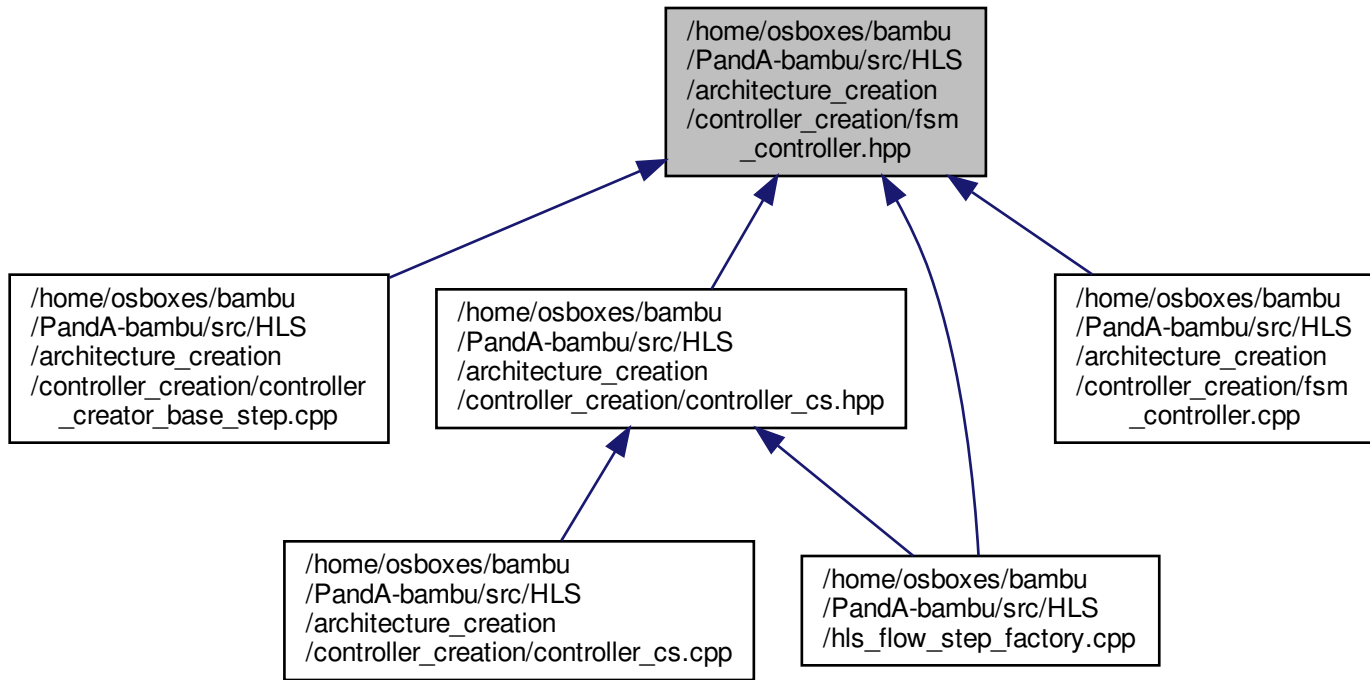 /home/osboxes/bambu
/PandA-bambu/src/HLS
/architecture_creation
/controller_creation/fsm
_controller.hpp
/home/osboxes/bambu
/PandA-bambu/src/HLS
/architecture_creation
/controller_creation/controller
_creator_base_step.cpp
/home/osboxes/bambu
/PandA-bambu/src/HLS
/architecture_creation
/controller_creation/controller_cs.hpp
/home/osboxes/bambu
/PandA-bambu/src/HLS
/architecture_creation
/controller_creation/fsm
_controller.cpp
/home/osboxes/bambu
/PandA-bambu/src/HLS
/architecture_creation
/controller_creation/controller_cs.cpp
/home/osboxes/bambu
/PandA-bambu/src/HLS
/hls_flow_step_factory.cpp